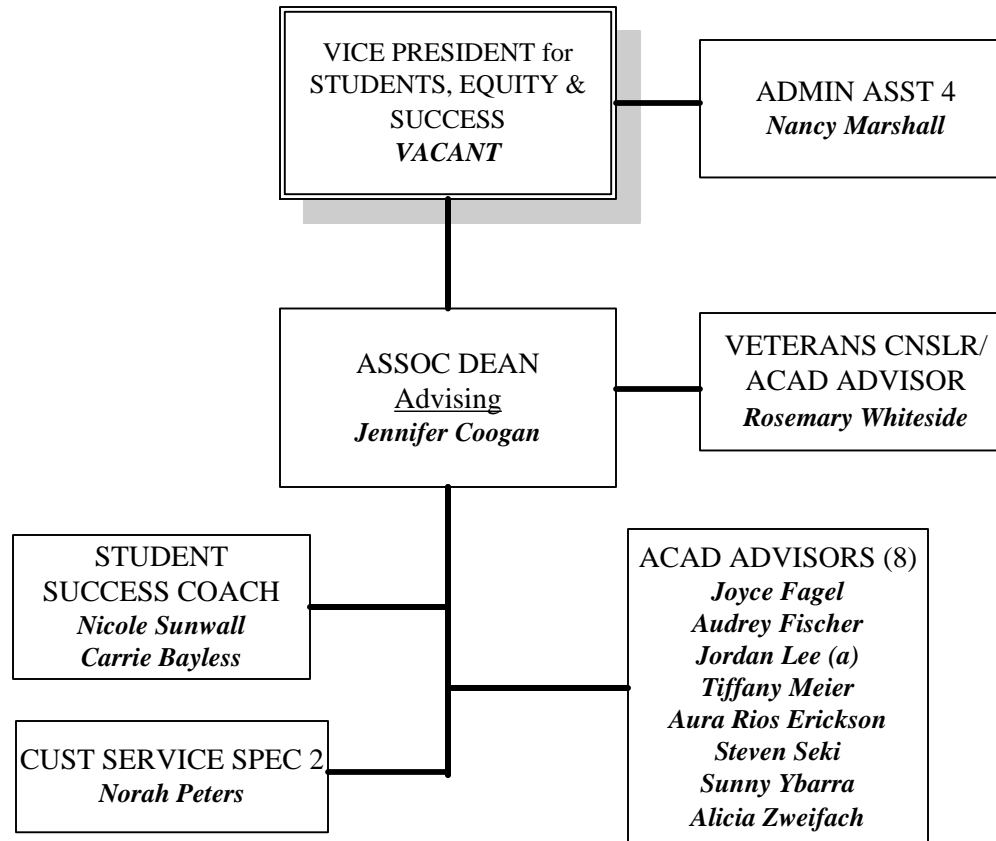 VICE PRESIDENT for
STUDENTS, EQUITY &
SUCCESS
VACANT
ADMIN ASST 4
Nancy Marshall
ASSOC DEAN
Advising
Jennifer Coogan
VETERANS CNSLR/
ACAD ADVISOR
Rosemary Whiteside
STUDENT
SUCCESS COACH
Nicole Sunwall
Carrie Bayless
ACAD ADVISORS (8)
Joyce Fagel
Audrey Fischer
Jordan Lee (a)
Tiffany Meier
Aura Rios Erickson
Steven Seki
Sunny Ybarra
Alicia Zweifach
CUST SERVICE SPEC 2
Norah Peters